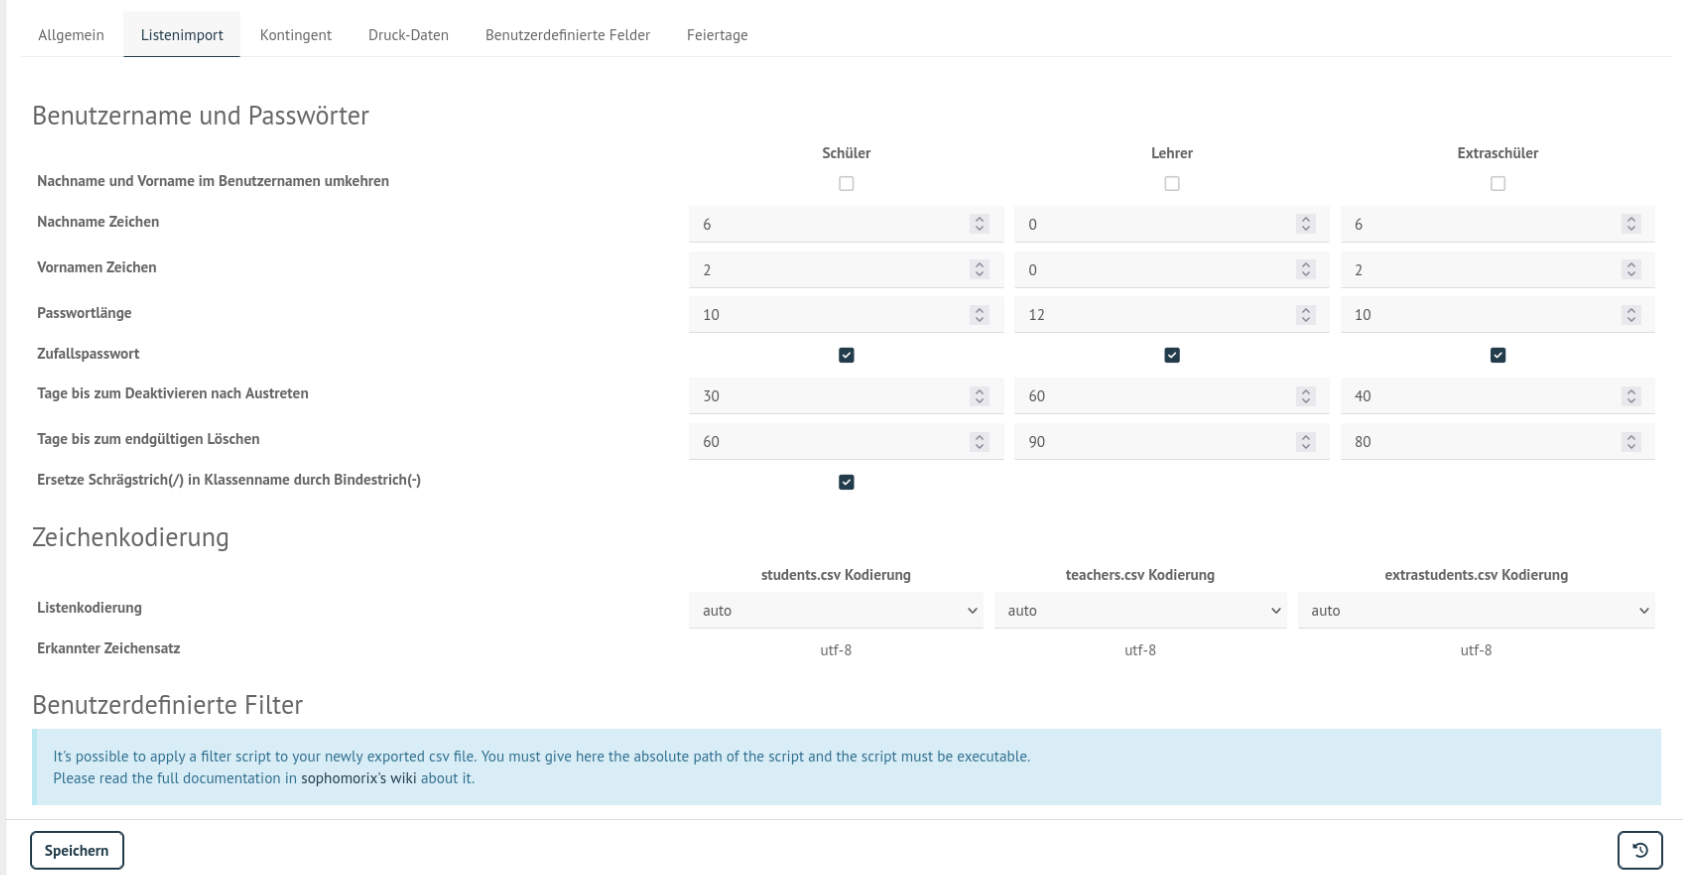 Allgemein Listenimport Kontingent Druck-Daten Benutzerdefinierte Felder Feiertage
Benutzername und Passwörter
Schüler Lehrer Extraschüler
Nachname und Vorname im Benutzernamen umkehren
Nachname Zeichen 6 0 6
Vornamen Zeichen 2 0 2
Passwortlänge 10 12 10
Zufallspasswort
Tage bis zum Deaktivieren nach Austreten 30 60 40
Tage bis zum endgültigen Löschen 60 90 80
Ersetze Schrägstrich(/) in Klassenname durch Bindestrich(-)
Zeichenkodierung
students.csv Kodierung teachers.csv Kodierung extrastudents.csv Kodierung
Listenkodierung auto auto auto
Erkannter Zeichensatz utf-8 utf-8 utf-8
Benutzerdefinierte Filter
It's possible to apply a filter script to your newly exported csv file. You must give here the absolute path of the script and the script must be executable.
Please read the full documentation in sophomorix's wiki about it.
Speichern